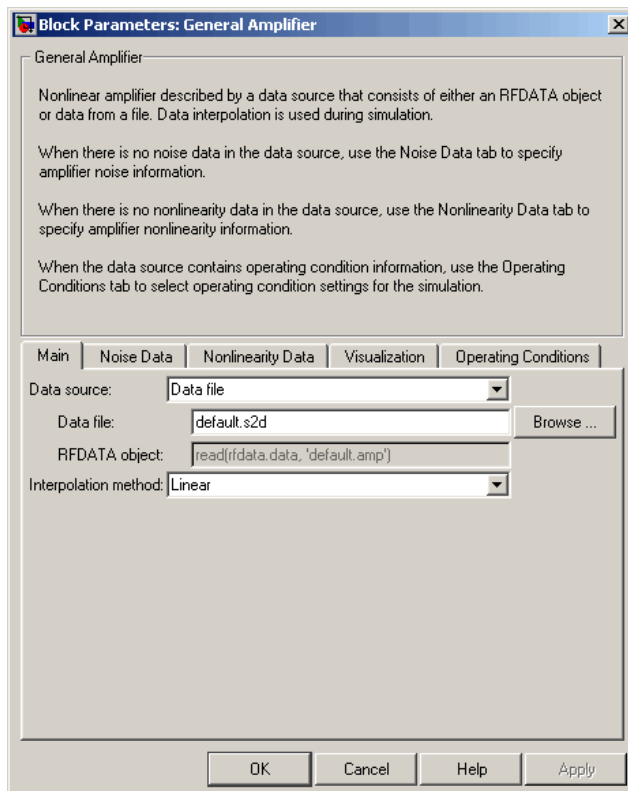 Block Parameters: General Amplifier
General Amplifier
Nonlinear amplifier described by a data source that consists of either an RFDATA object
or data from a file. Data interpolation is used during simulation.
When there is no noise data in the data source, use the Noise Data tab to specify
amplifier noise information.
When there is no nonlinearity data in the data source, use the Nonlinearity Data tab to
specify amplifier nonlinearity information.
When the data source contains operating condition information, use the Operating
Conditions tab to select operating condition settings for the simulation.
Main Noise Data Nonlinearity Data Visualization Operating Conditions
Data source: Data file
Data file: default.s2d Browse ...
RFDATA object: read(rfdata.data, 'default.amp')
Interpolation method: Linear
OK Cancel Help Apply